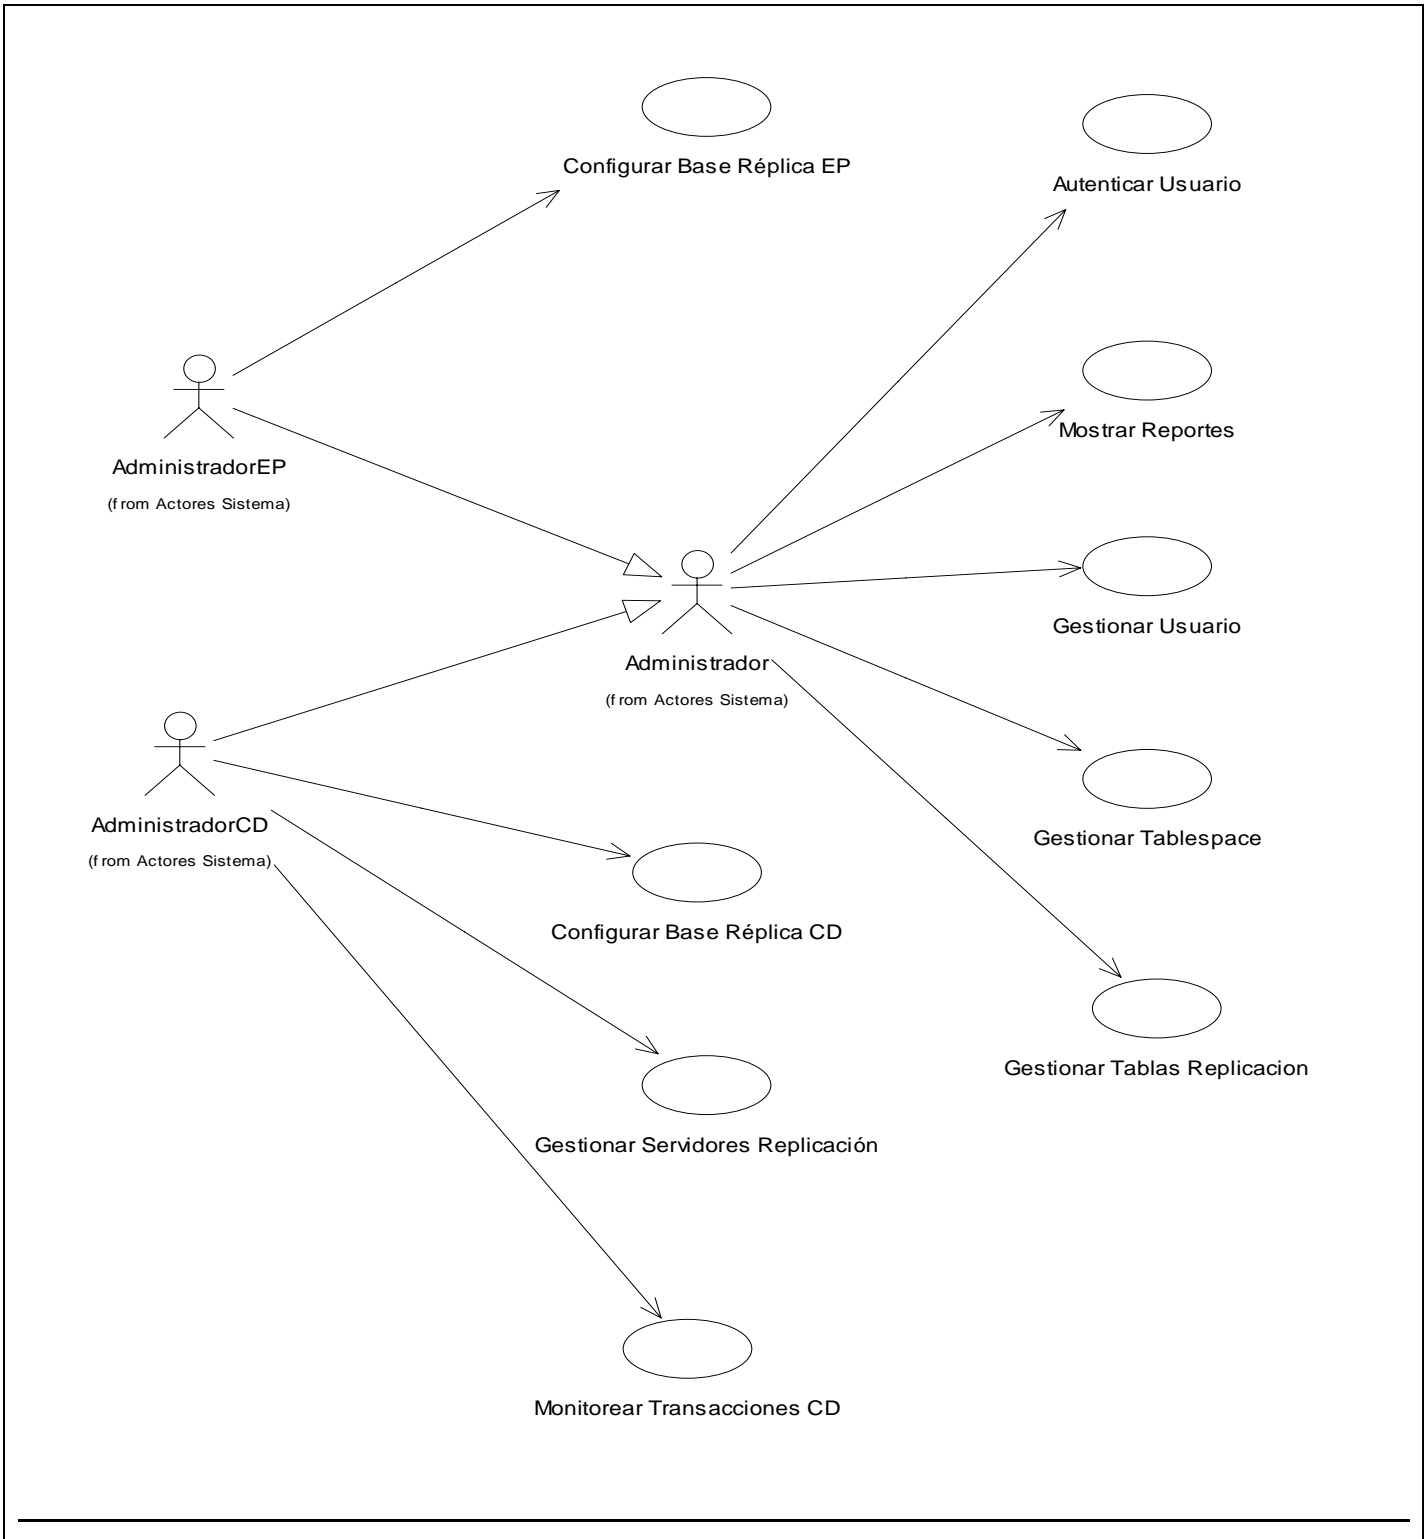 Configurar Base Réplica EP
Autenticar Usuario
Mostrar Reportes
AdministradorEP
(from Actores Sistema)
Gestionar Usuario
Administrador
(from Actores Sistema)
AdministradorCD
(from Actores Sistema)
Gestionar Tablespace
Configurar Base Réplica CD
Gestionar Tablas Replicacion
Gestionar Servidores Replicación
Monitorear Transacciones CD